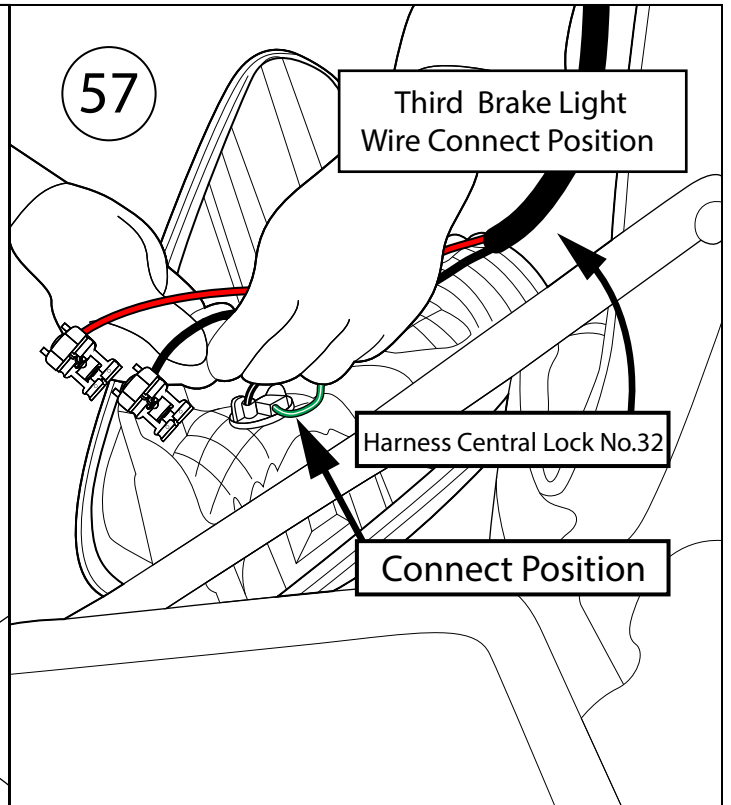 57
Third Brake Light
Wire Connect Position
Harness Central Lock No.32
Connect Position